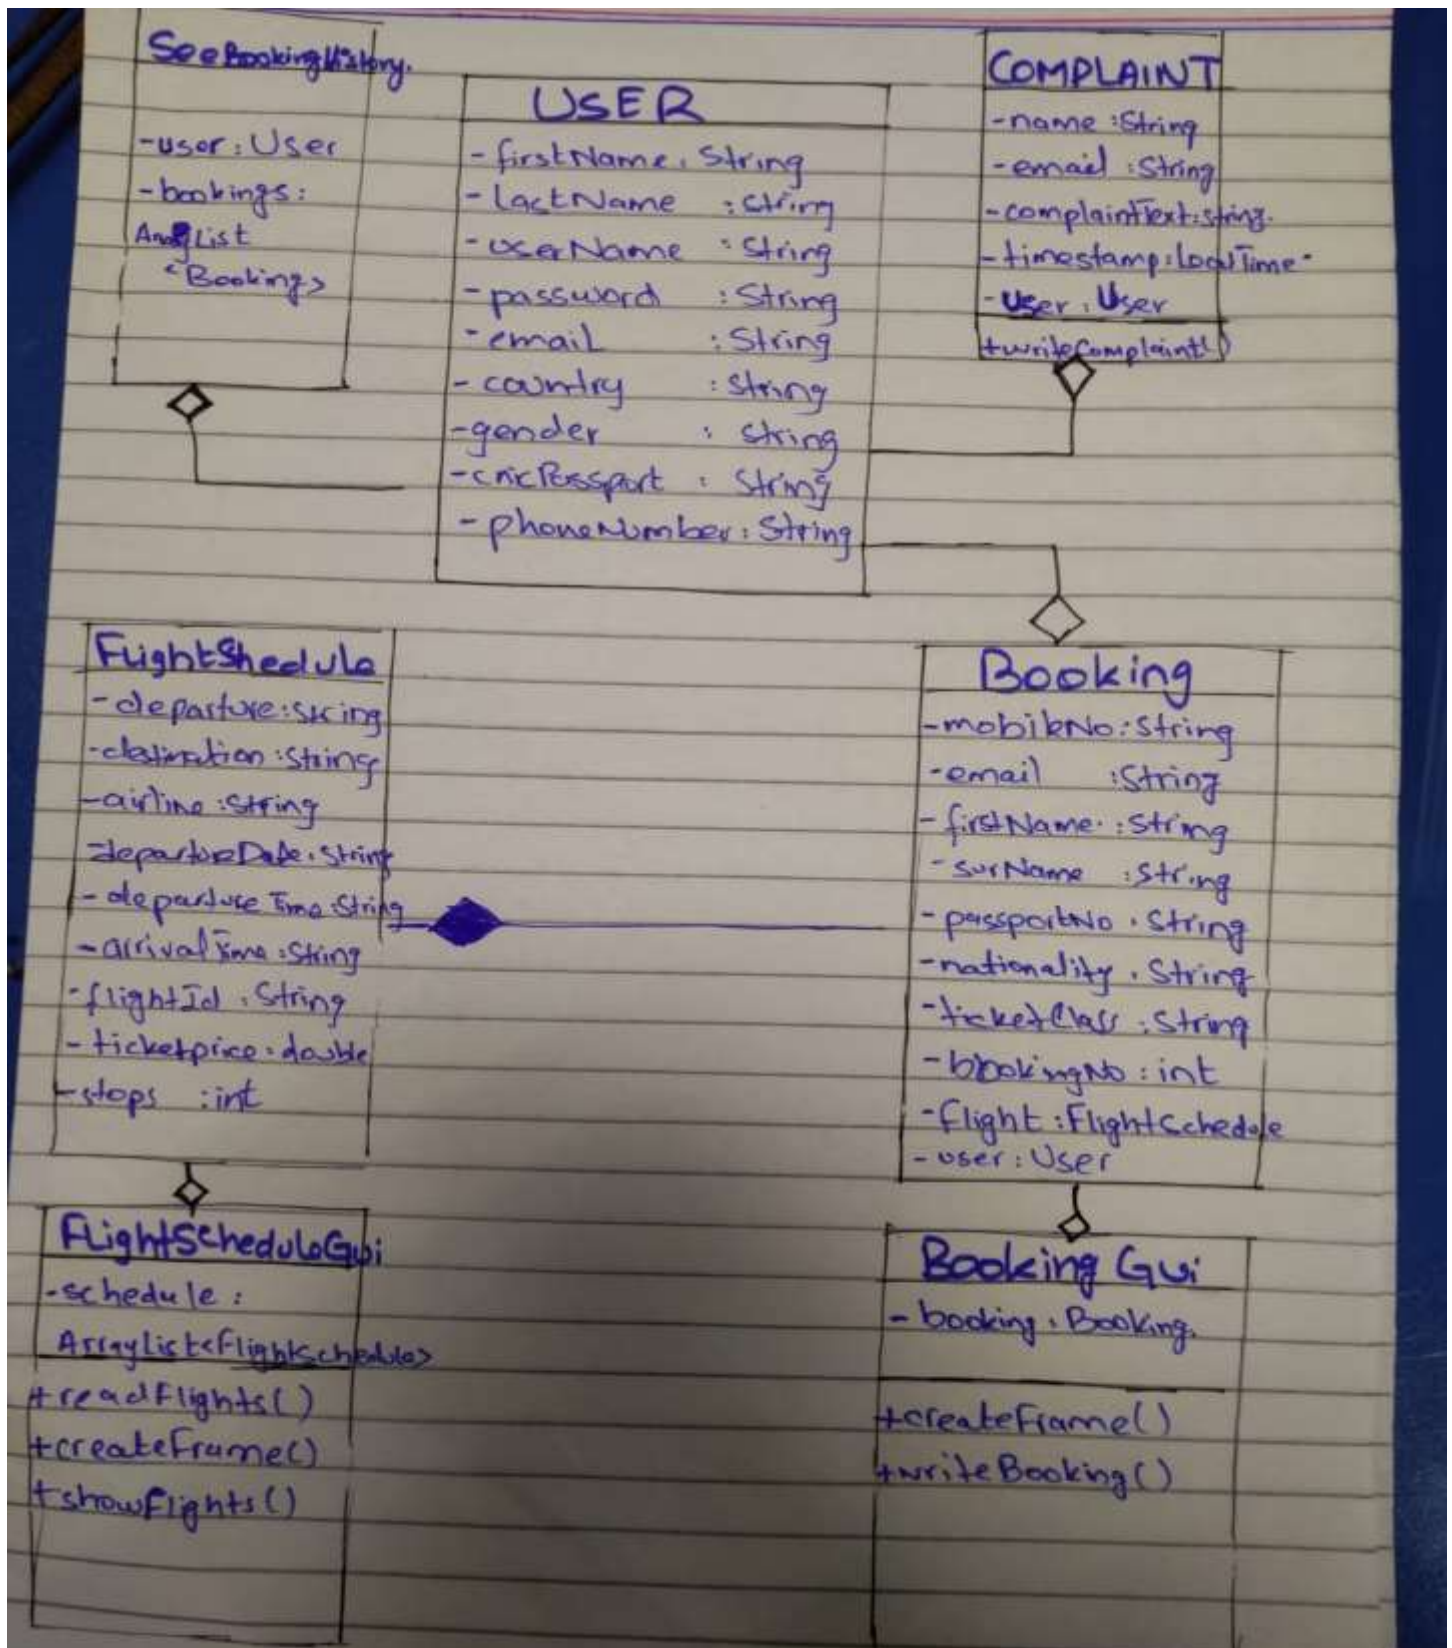 SeeBookingHistory.
-user: User
-bookings:
ArrayList
<Booking>
USER
- firstName: String
- lastName : String
- userName : String
- password : String
- email : String
- country : String
- gender : String
- cnicPassport : String
- phoneNumber: String
COMPLAINT
-name :String
-email :String
-complaintText:string.
-timestamp:LocalTime
-User: User
+writeComplaint()
FlightShedule
-departure:string
-destination:String
-airline:String
-departureDate:String
-departureTime:String
-arrivalTime:String
-flightId:String
-ticketprice:double
-stops :int
Booking
-mobileNo:String
-email :String
-firstName :String
-surName :String
-passportNo:String
-nationality:String
-ticketClass:String
-bookingNo:int
-flight:FlightSchedule
-user:User
FlightScheduleGui
-schedule:
ArrayList<FlightSchedule>
+readFlights()
+createFrame()
+showFlights()
Booking Gui
-booking:Booking.
+createFrame()
+writeBooking()